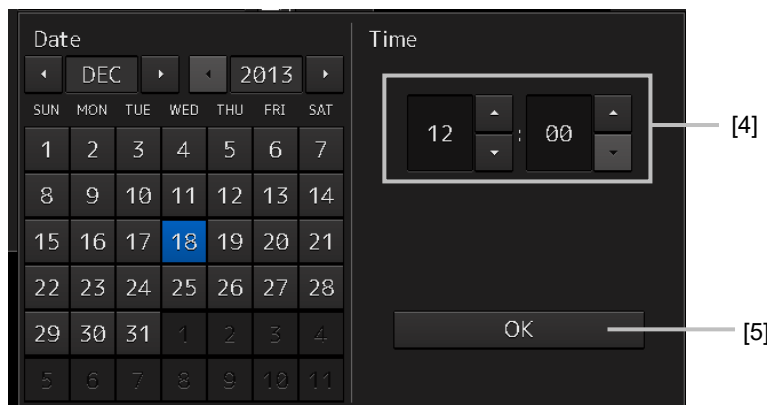 Date
DEC 2013
SUN MON TUE WED THU FRI SAT
1 2 3 4 5 6 7
8 9 10 11 12 13 14
15 16 17 18 19 20 21
22 23 24 25 26 27 28
29 30 31 1 2 3 4
5 6 7 8 9 10 11
Time
12 : 00
[4]
OK
[5]